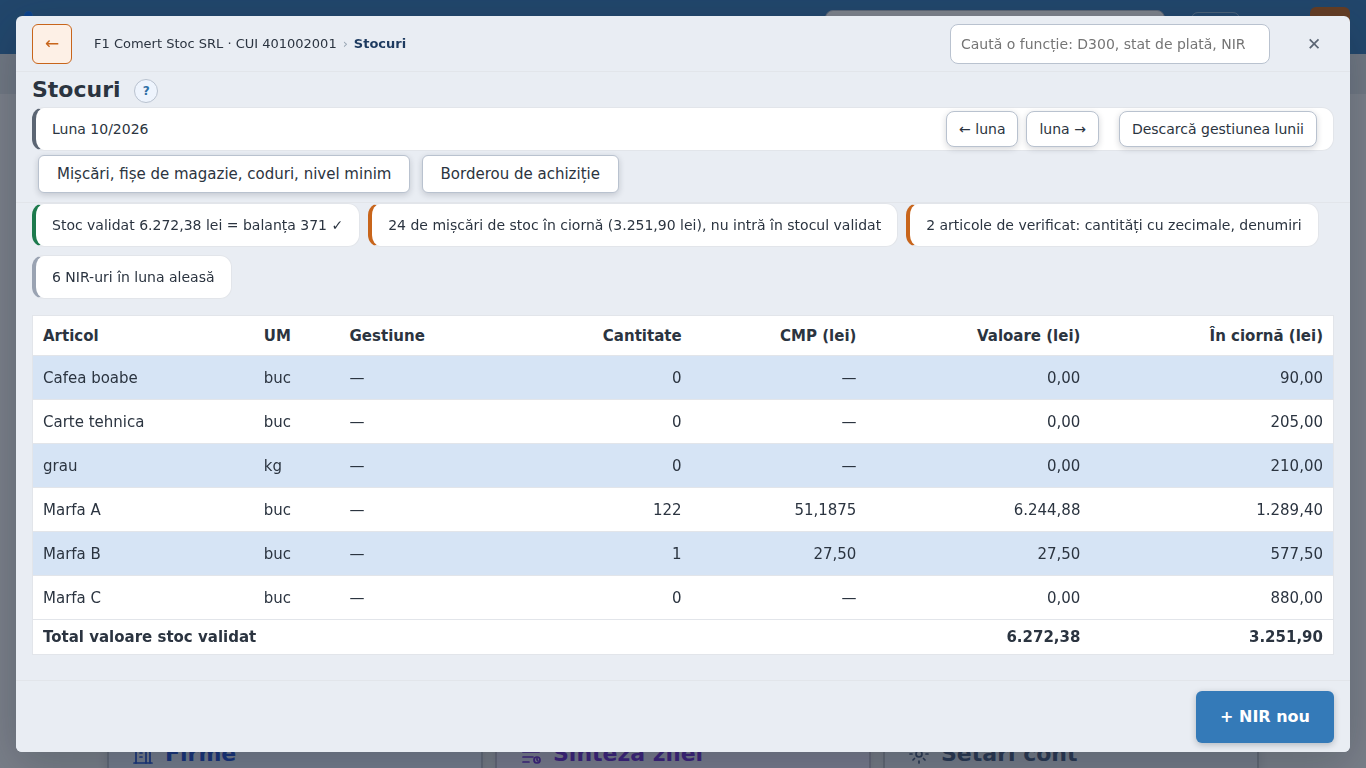 ←
F1 Comert Stoc SRL · CUI 401002001 › Stocuri
Caută o funcție: D300, stat de plată, NIR
✕
Stocuri ?
Luna 10/2026
← luna
luna →
Descarcă gestiunea lunii
Mișcări, fișe de magazie, coduri, nivel minim
Borderou de achiziție
Stoc validat 6.272,38 lei = balanța 371 ✓
24 de mișcări de stoc în ciornă (3.251,90 lei), nu intră în stocul validat
2 articole de verificat: cantități cu zecimale, denumiri
6 NIR-uri în luna aleasă
Articol UM Gestiune Cantitate CMP (lei) Valoare (lei) În ciornă (lei)
Cafea boabe buc — 0 — 0,00 90,00
Carte tehnica buc — 0 — 0,00 205,00
grau kg — 0 — 0,00 210,00
Marfa A buc — 122 51,1875 6.244,88 1.289,40
Marfa B buc — 1 27,50 27,50 577,50
Marfa C buc — 0 — 0,00 880,00
Total valoare stoc validat 6.272,38 3.251,90
+ NIR nou
Firme
Sinteza zilei
Setări cont